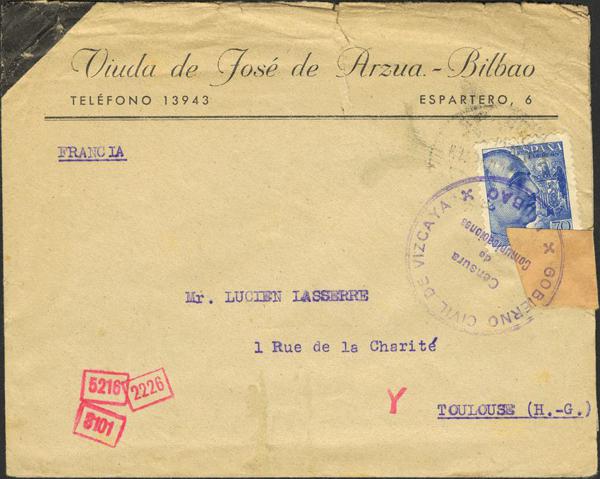 Viuda de José de Arzua.-Bilbao
TELÉFONO 13943 ESPARTERO, 6
FRANCIA
ESPAÑA
CORREOS
70
GOBIERNO CIVIL DE VIZCAYA ✕ BILBAO ✕
Censura
de
Comunicaciones
Mr. LUCIEN LASSERRE
1 Rue de la Charité
TOULOUSE (H.-G.)
Y
5216 2226
8101